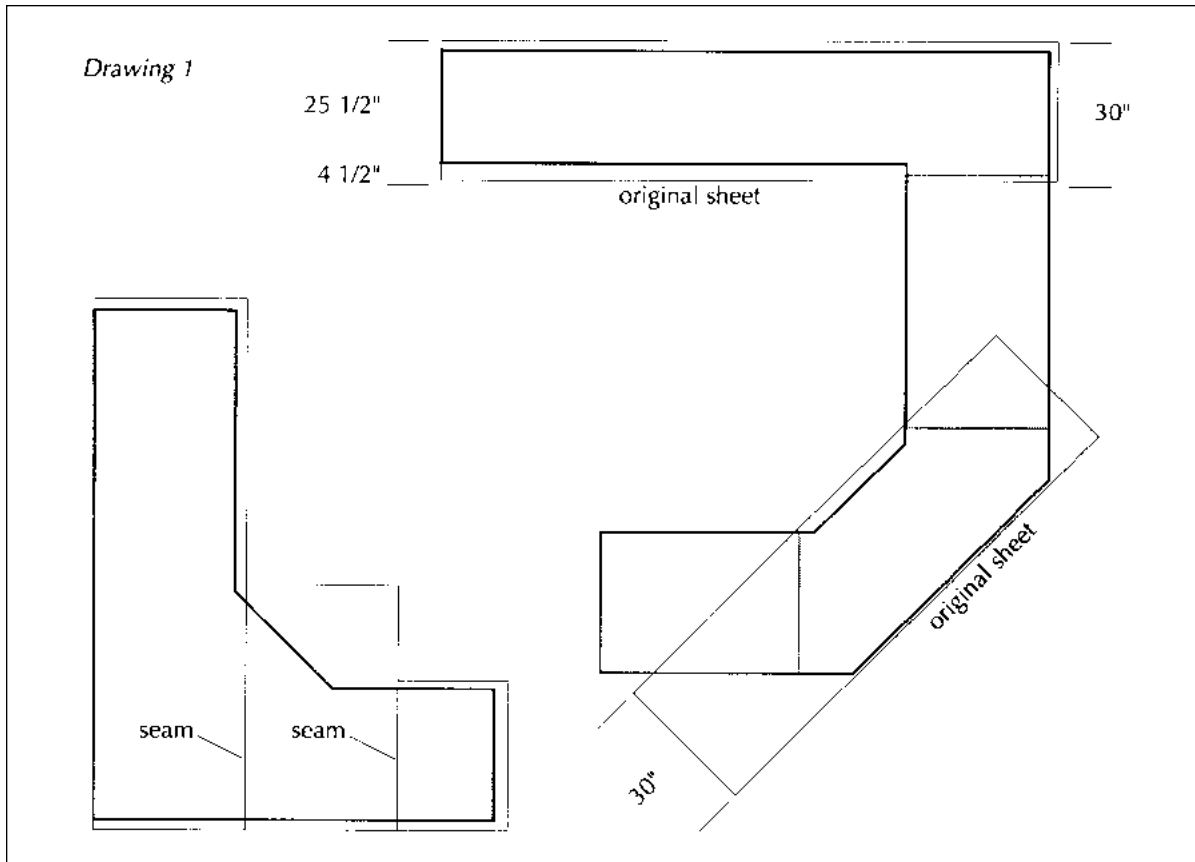 Drawing 1
25 1/2"
30"
4 1/2"
original sheet
original sheet
seam
seam
30"